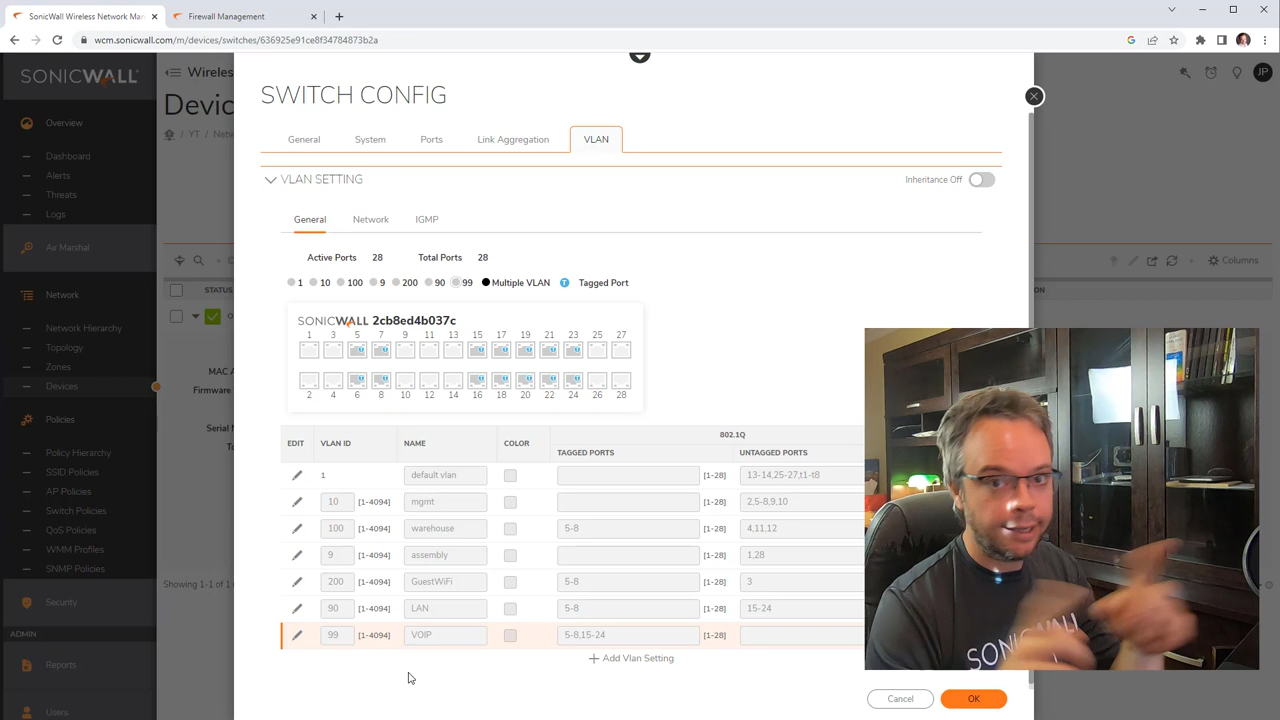 SonicWall Wireless Network Man
Firewall Management
wcm.sonicwall.com/m/devices/switches/636925e91ce8f34784873b2a
SONICWALL
Wireles
Devic
/ YT / Netw
JP
Overview
Dashboard
Alerts
Threats
Logs
Air Marshal
Network
Network Hierarchy
Topology
Zones
Devices
Policies
Policy Hierarchy
SSID Policies
AP Policies
Switch Policies
QoS Policies
WMM Profiles
SNMP Policies
Security
ADMIN
Reports
Users
STATUS
MAC A
Firmware
Serial N
To
Showing 1-1 of 1
Columns
SWITCH CONFIG
General System Ports Link Aggregation VLAN
VLAN SETTING
Inheritance Off
General Network IGMP
Active Ports 28 Total Ports 28
1 10 100 9 200 90 99 Multiple VLAN T Tagged Port
SONICWALL 2cb8ed4b037c
1 3 5 7 9 11 13 15 17 19 21 23 25 27
2 4 6 8 10 12 14 16 18 20 22 24 26 28
802.1Q
EDIT VLAN ID NAME COLOR TAGGED PORTS UNTAGGED PORTS
1 default vlan [1-28] 13-14,25-27,t1-t8
10 [1-4094] mgmt [1-28] 2,5-8,9,10
100 [1-4094] warehouse 5-8 [1-28] 4,11,12
9 [1-4094] assembly [1-28] 1,28
200 [1-4094] GuestWiFi 5-8 [1-28] 3
90 [1-4094] LAN 5-8 [1-28] 15-24
99 [1-4094] VOIP 5-8,15-24 [1-28]
+ Add Vlan Setting
Cancel OK
SONICWALL